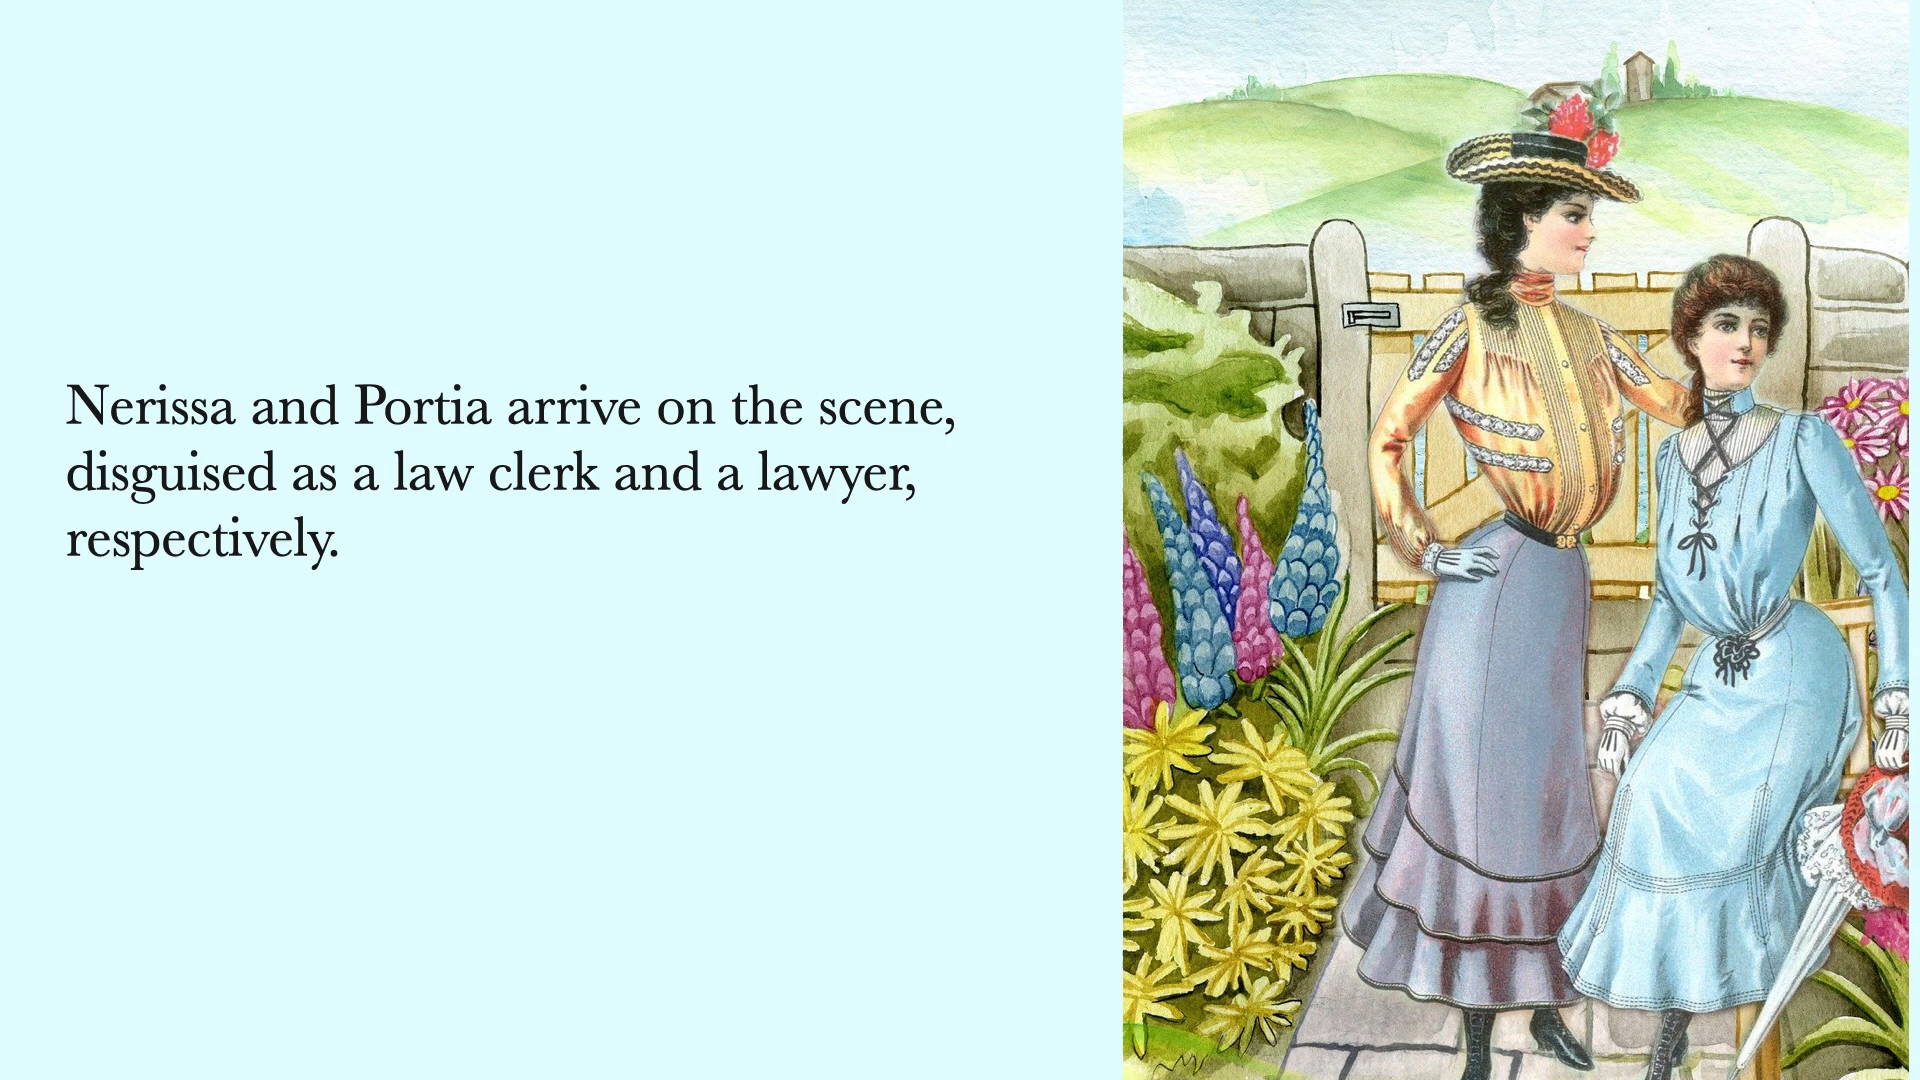 Nerissa and Portia arrive on the scene,
disguised as a law clerk and a lawyer,
respectively.